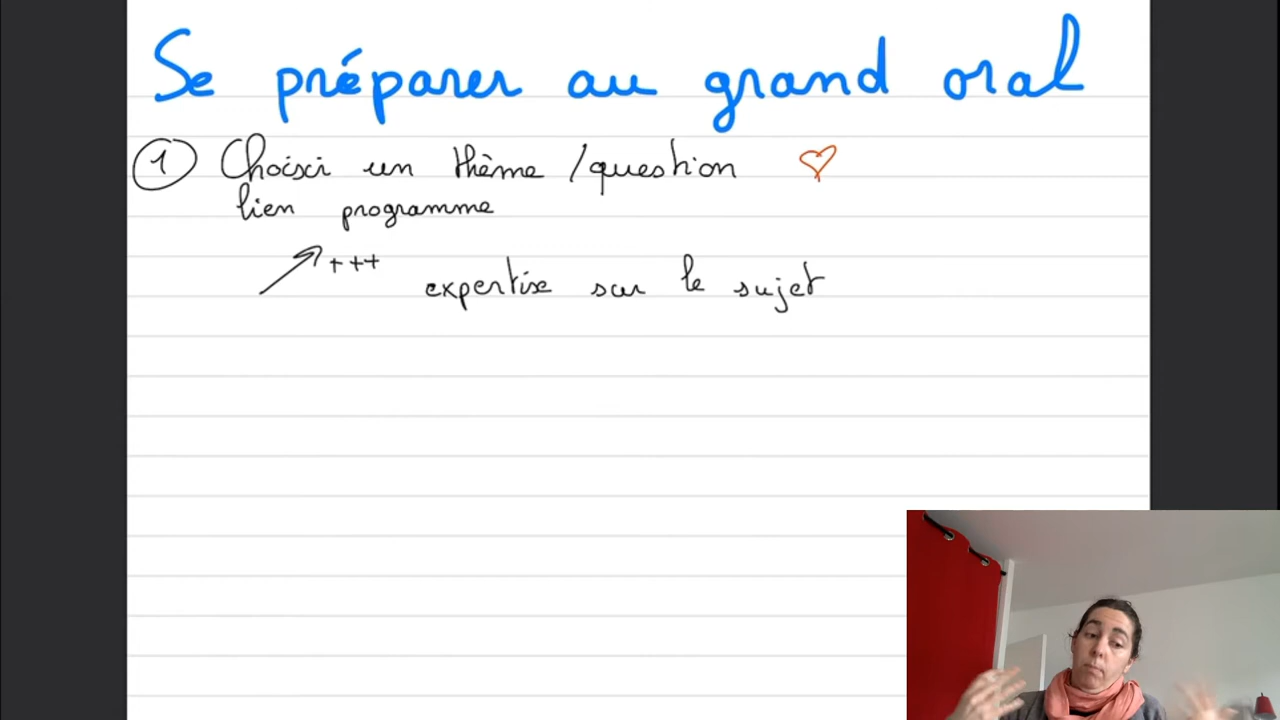 Se préparer au grand oral
1 Choisir un thème / question
lien programme
+++
expertise sur le sujet